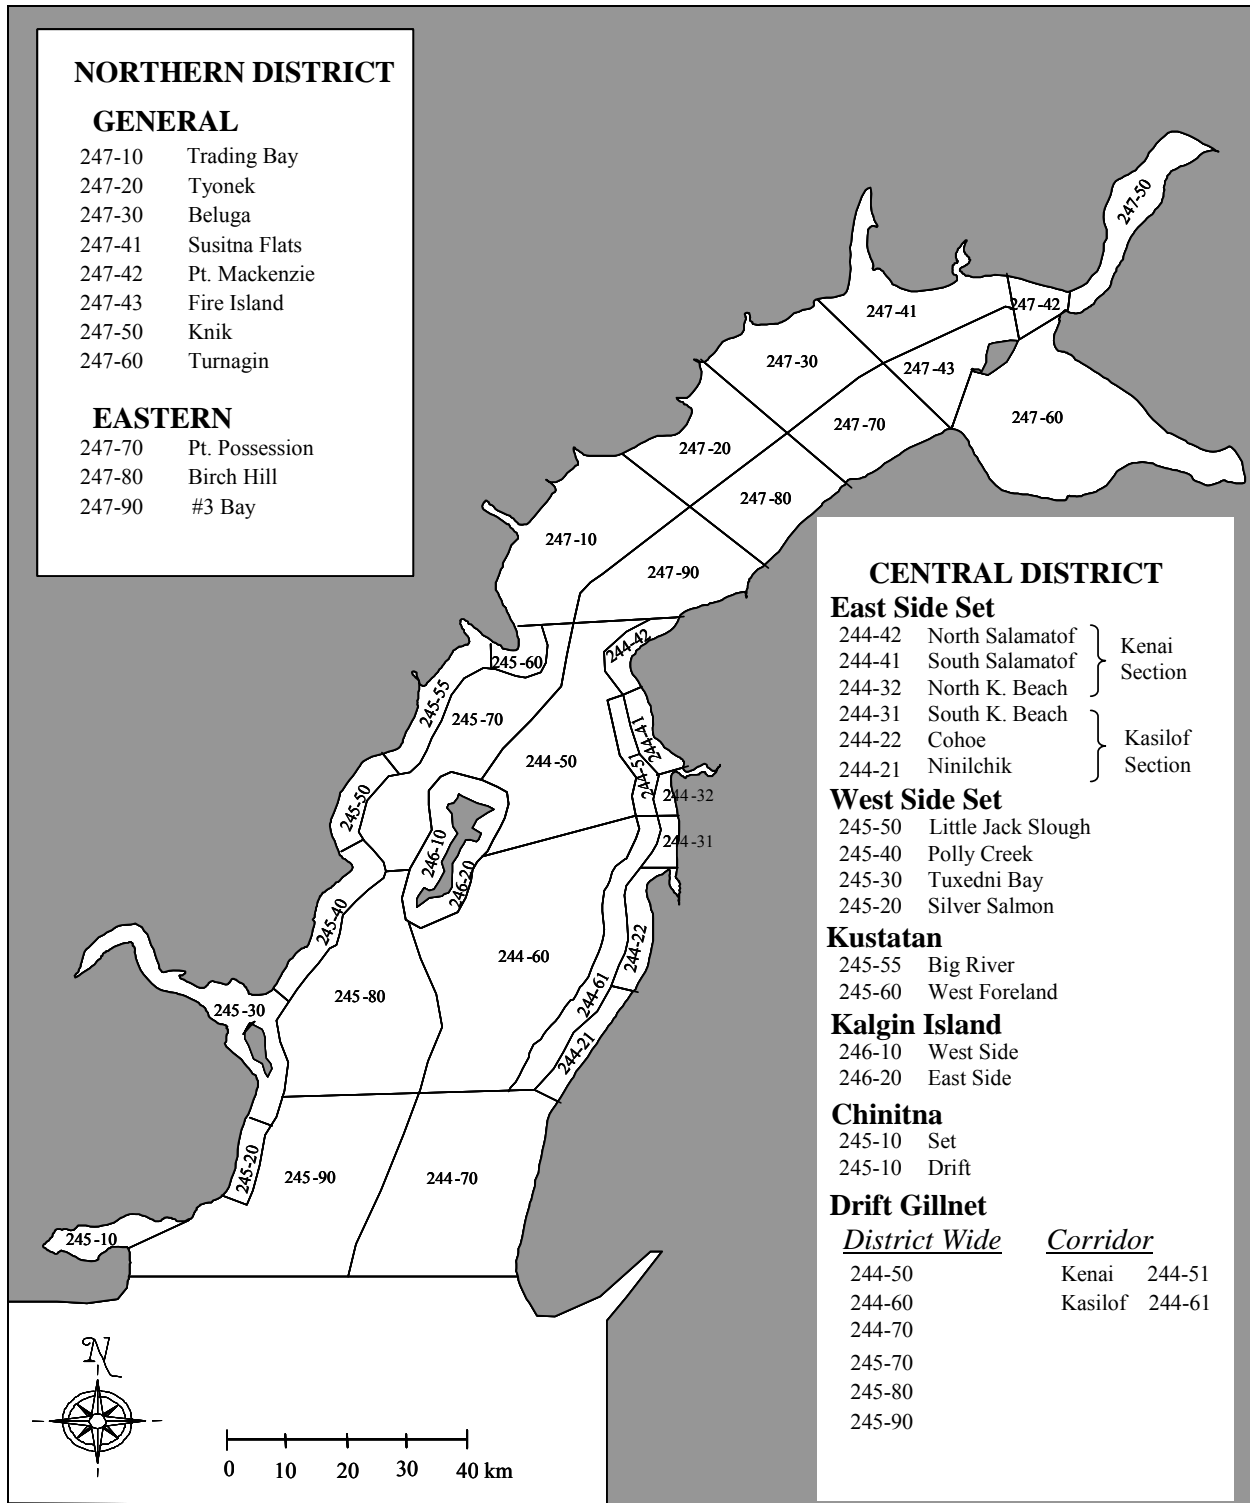 NORTHERN DISTRICT
GENERAL
247-10 Trading Bay
247-20 Tyonek
247-30 Beluga
247-41 Susitna Flats
247-42 Pt. Mackenzie
247-43 Fire Island
247-50 Knik
247-60 Turnagin
EASTERN
247-70 Pt. Possession
247-80 Birch Hill
247-90 #3 Bay
247-50
247-42
247-41
247-30
247-43
247-60
247-70
247-20
247-80
247-10
247-90
244-42
245-60
245-55
245-70
244-41
244-50
244-51
244-32
245-50
244-31
246-10
246-20
245-40
244-22
244-60
245-80
244-61
245-30
244-21
245-20
245-90
244-70
245-10
CENTRAL DISTRICT
East Side Set
244-42 North Salamatof
244-41 South Salamatof
244-32 North K. Beach
Kenai
Section
244-31 South K. Beach
244-22 Cohoe
244-21 Ninilchik
Kasilof
Section
West Side Set
245-50 Little Jack Slough
245-40 Polly Creek
245-30 Tuxedni Bay
245-20 Silver Salmon
Kustatan
245-55 Big River
245-60 West Foreland
Kalgin Island
246-10 West Side
246-20 East Side
Chinitna
245-10 Set
245-10 Drift
Drift Gillnet
District Wide Corridor
244-50 Kenai 244-51
244-60 Kasilof 244-61
244-70
245-70
245-80
245-90
N
0 10 20 30 40 km